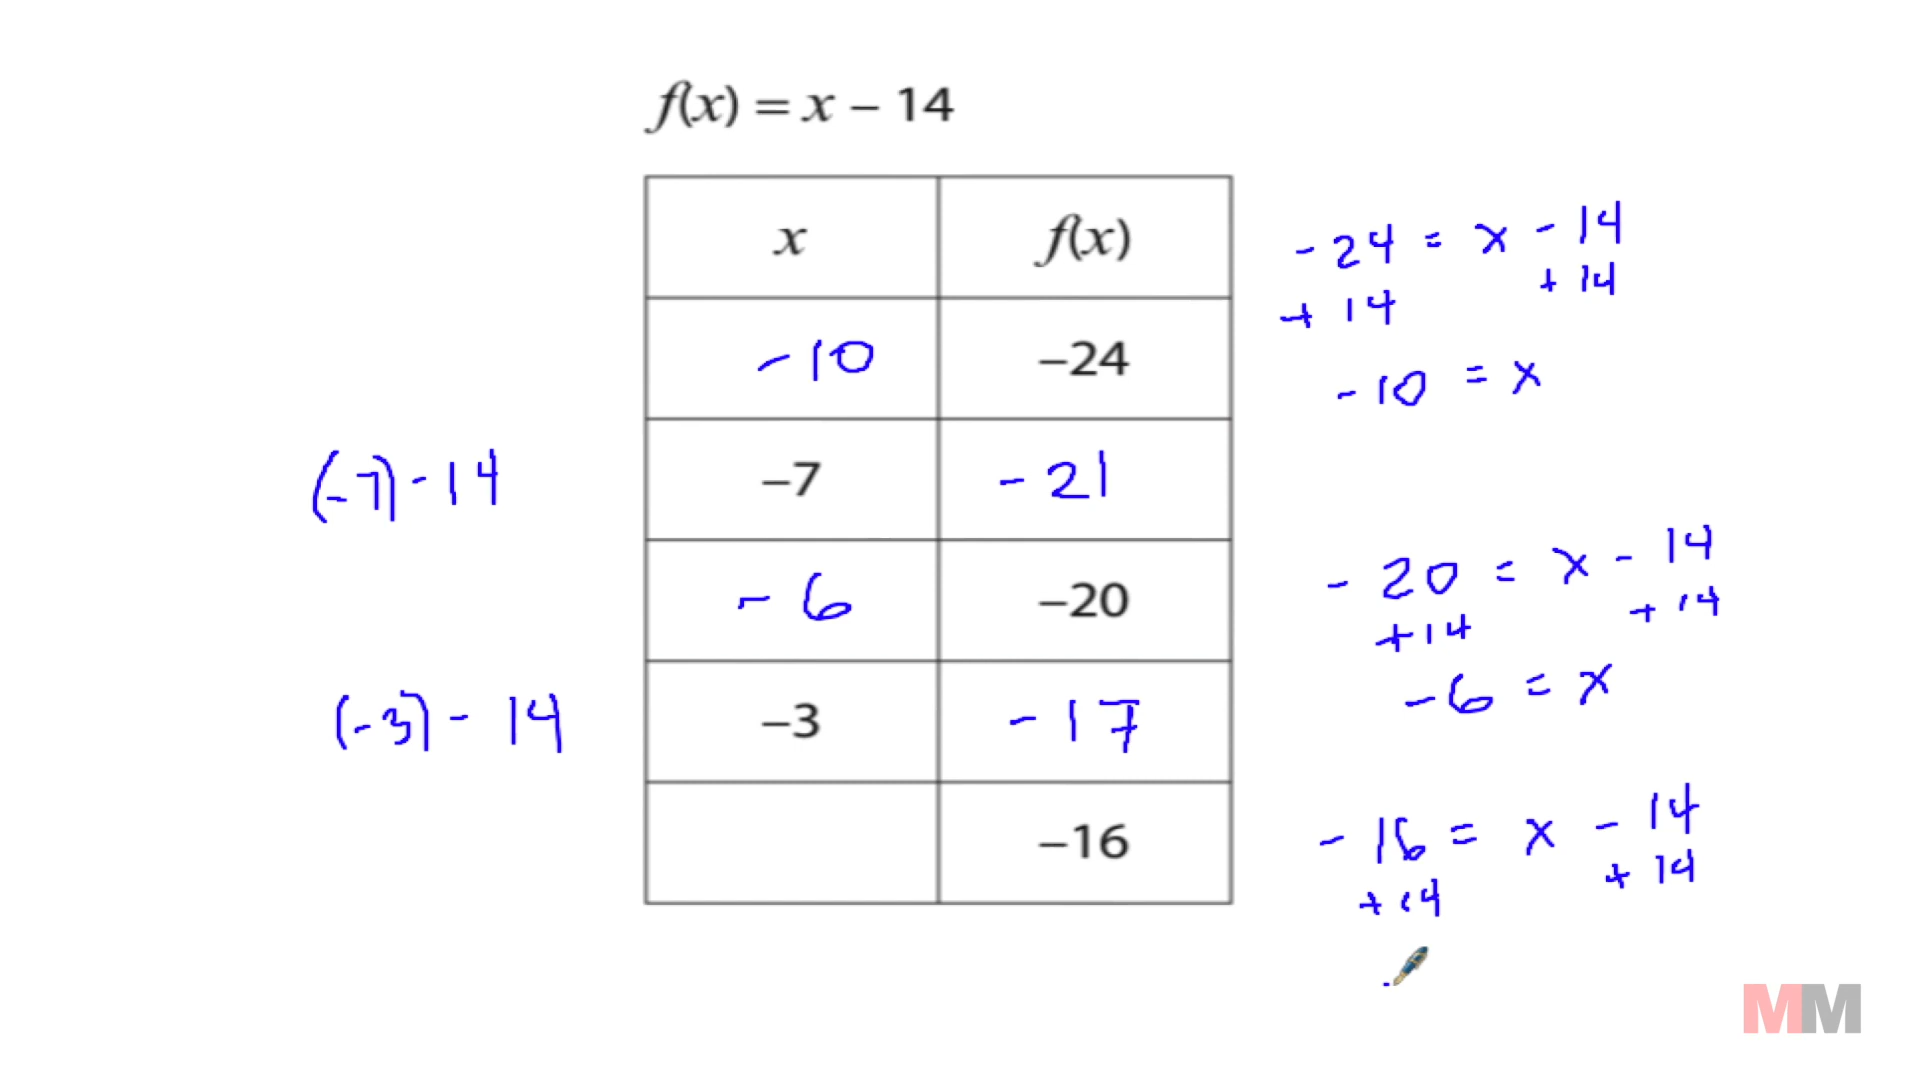 f(x) = x – 14
x f(x)
-10 –24
–7 -21
-6 –20
–3 -17
–16
(-7) - 14
(-3) - 14
-24 = x - 14
+ 14 + 14
-10 = x
-20 = x - 14
+14 + 14
-6 = x
-16 = x - 14
+ 14 + 14
-
MM